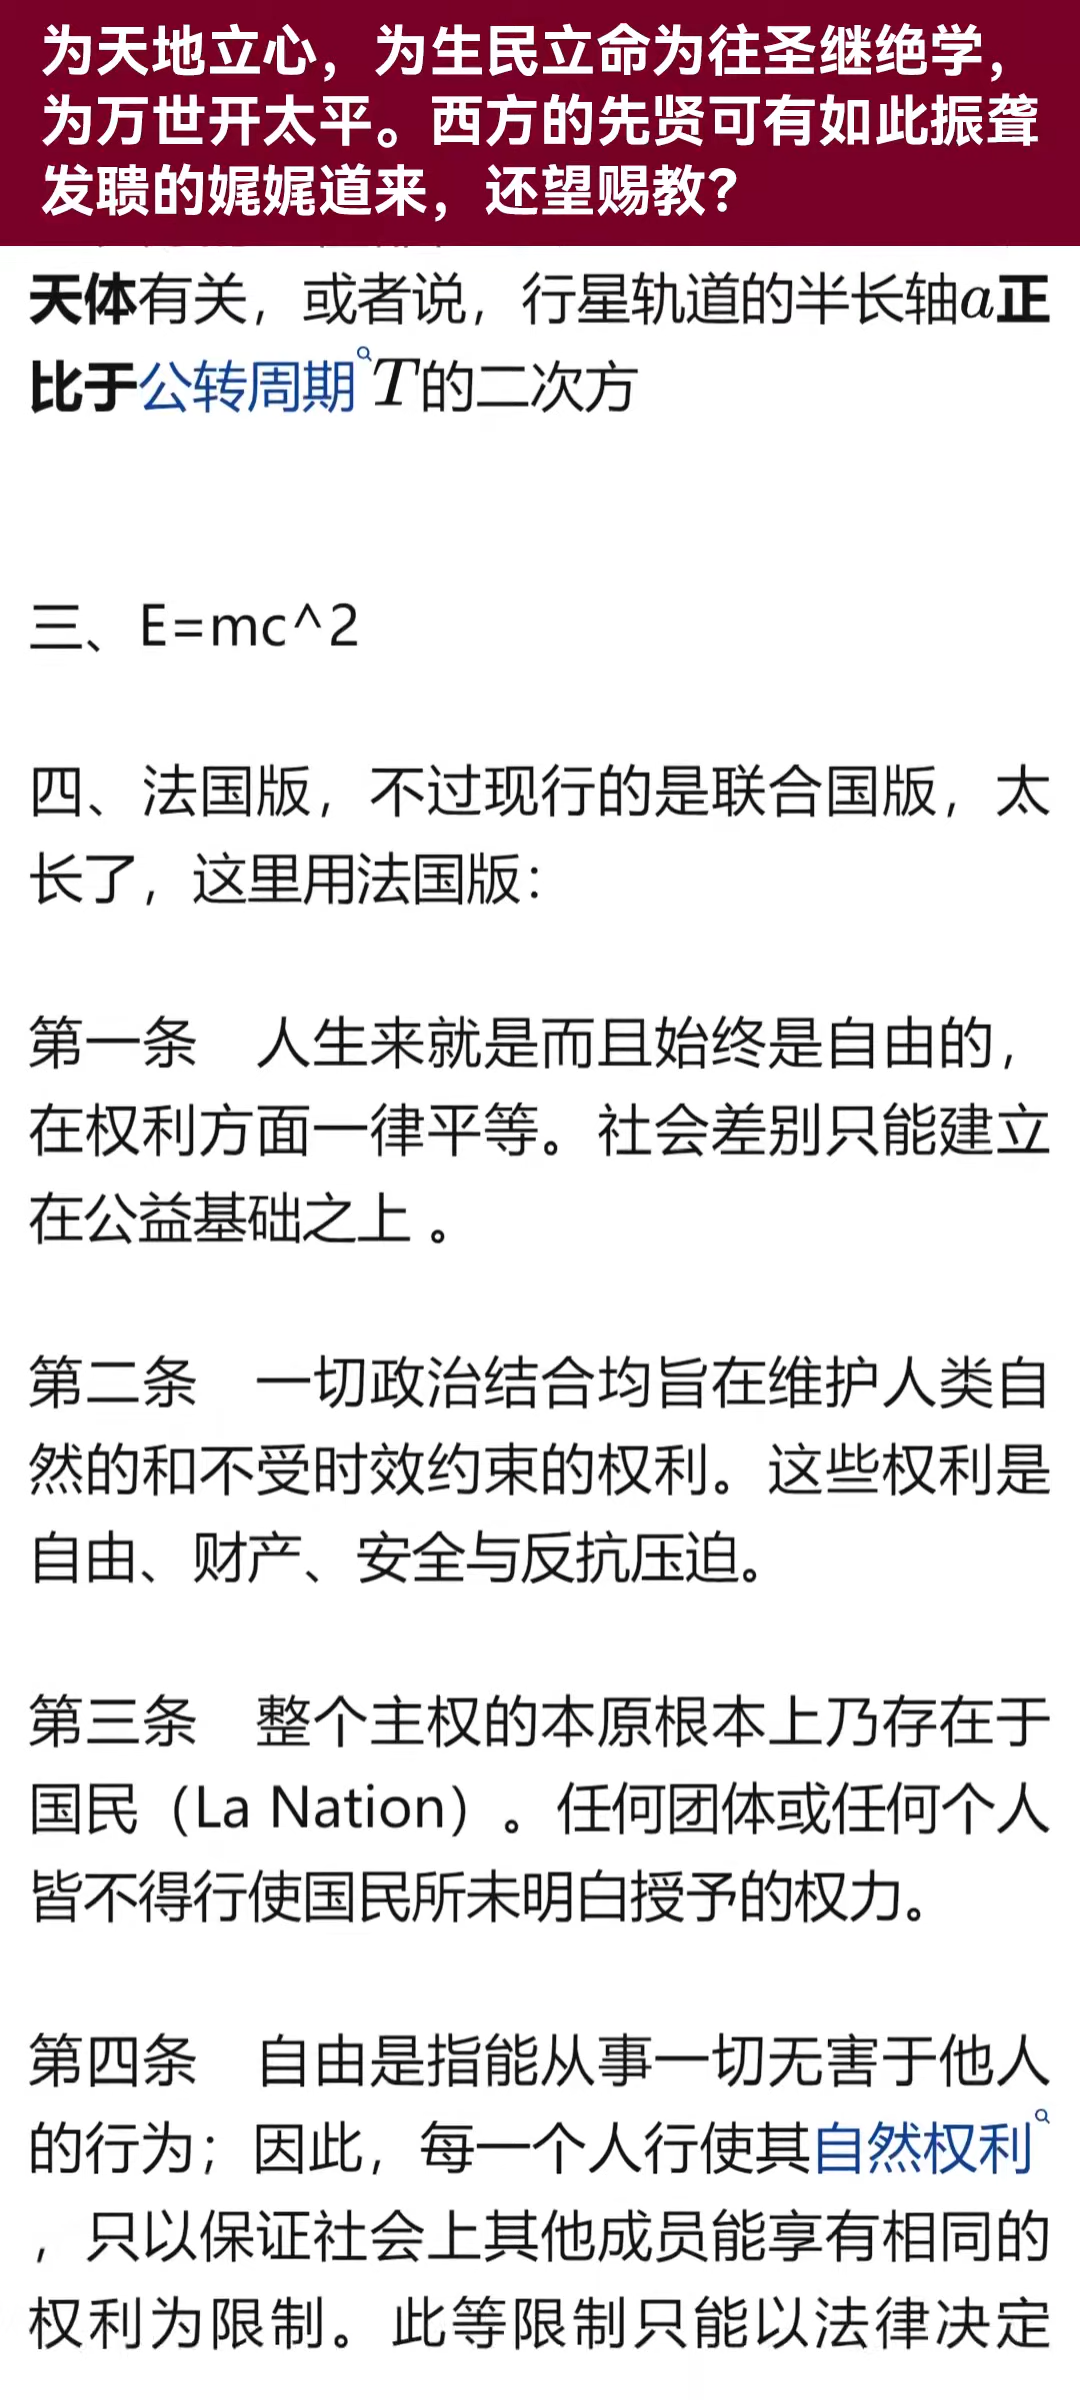 为天地立心，为生民立命为往圣继绝学，
为万世开太平。西方的先贤可有如此振聋
发聩的娓娓道来，还望赐教？
天体有关，或者说，行星轨道的半长轴a正
比于公转周期T的二次方
三、E=mc^2
四、法国版，不过现行的是联合国版，太
长了，这里用法国版：
第一条　人生来就是而且始终是自由的，
在权利方面一律平等。社会差别只能建立
在公益基础之上 。
第二条　一切政治结合均旨在维护人类自
然的和不受时效约束的权利。这些权利是
自由、财产、安全与反抗压迫。
第三条　整个主权的本原根本上乃存在于
国民（La Nation）。任何团体或任何个人
皆不得行使国民所未明白授予的权力。
第四条　自由是指能从事一切无害于他人
的行为；因此，每一个人行使其自然权利
，只以保证社会上其他成员能享有相同的
权利为限制。此等限制只能以法律决定